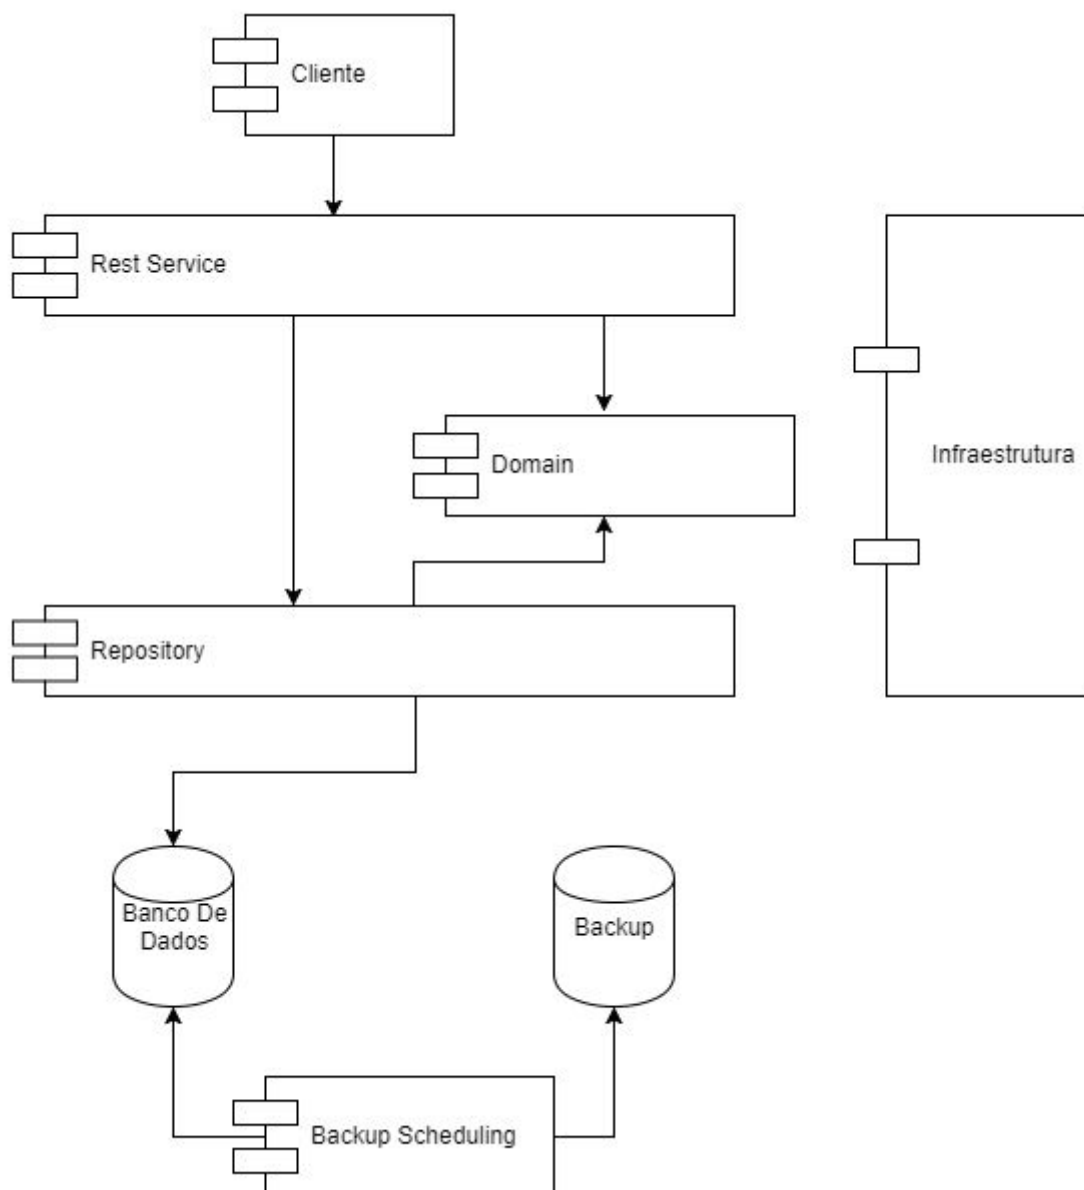 Cliente
Rest Service
Domain
Infraestrutura
Repository
Banco De
Dados
Backup
Backup Scheduling